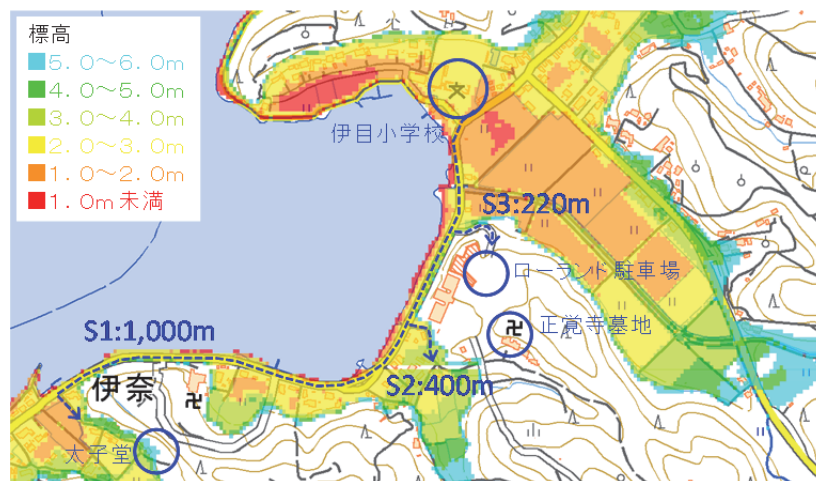 標高
5.0～6.0m
4.0～5.0m
3.0～4.0m
2.0～3.0m
1.0～2.0m
1.0m未満
文
伊目小学校
S3:220m
ローランド駐車場
正覚寺墓地
卍
S1:1,000m
伊奈
卍
S2:400m
太子堂